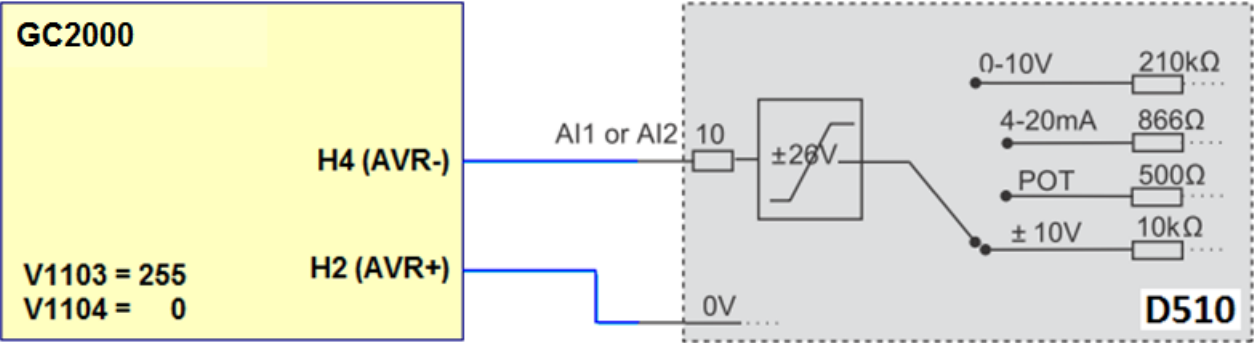 GC2000
H4 (AVR-)
H2 (AVR+)
V1103 = 255
V1104 = 0
AI1 or AI2
10
±26V
0-10V
210kΩ
4-20mA
866Ω
POT
500Ω
± 10V
10kΩ
0V
D510